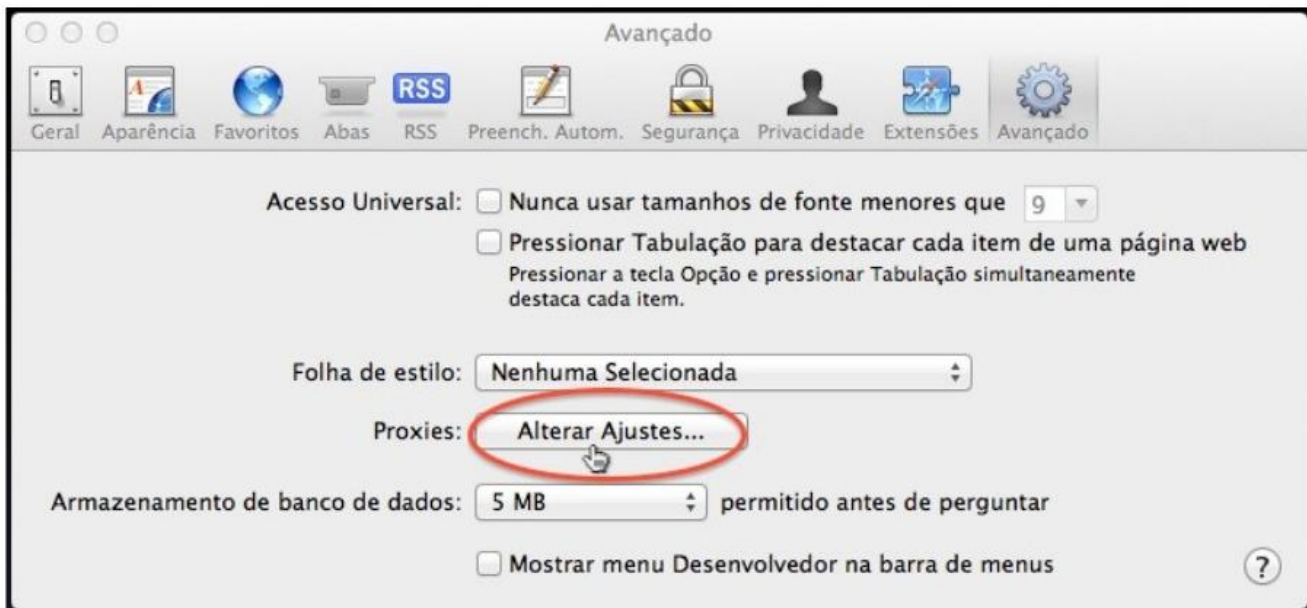 Avançado
RSS
Geral Aparência Favoritos Abas RSS Preench. Autom. Segurança Privacidade Extensões Avançado
Acesso Universal: Nunca usar tamanhos de fonte menores que 9
Pressionar Tabulação para destacar cada item de uma página web
Pressionar a tecla Opção e pressionar Tabulação simultaneamente
destaca cada item.
Folha de estilo: Nenhuma Selecionada
Proxies: Alterar Ajustes...
Armazenamento de banco de dados: 5 MB permitido antes de perguntar
Mostrar menu Desenvolvedor na barra de menus ?